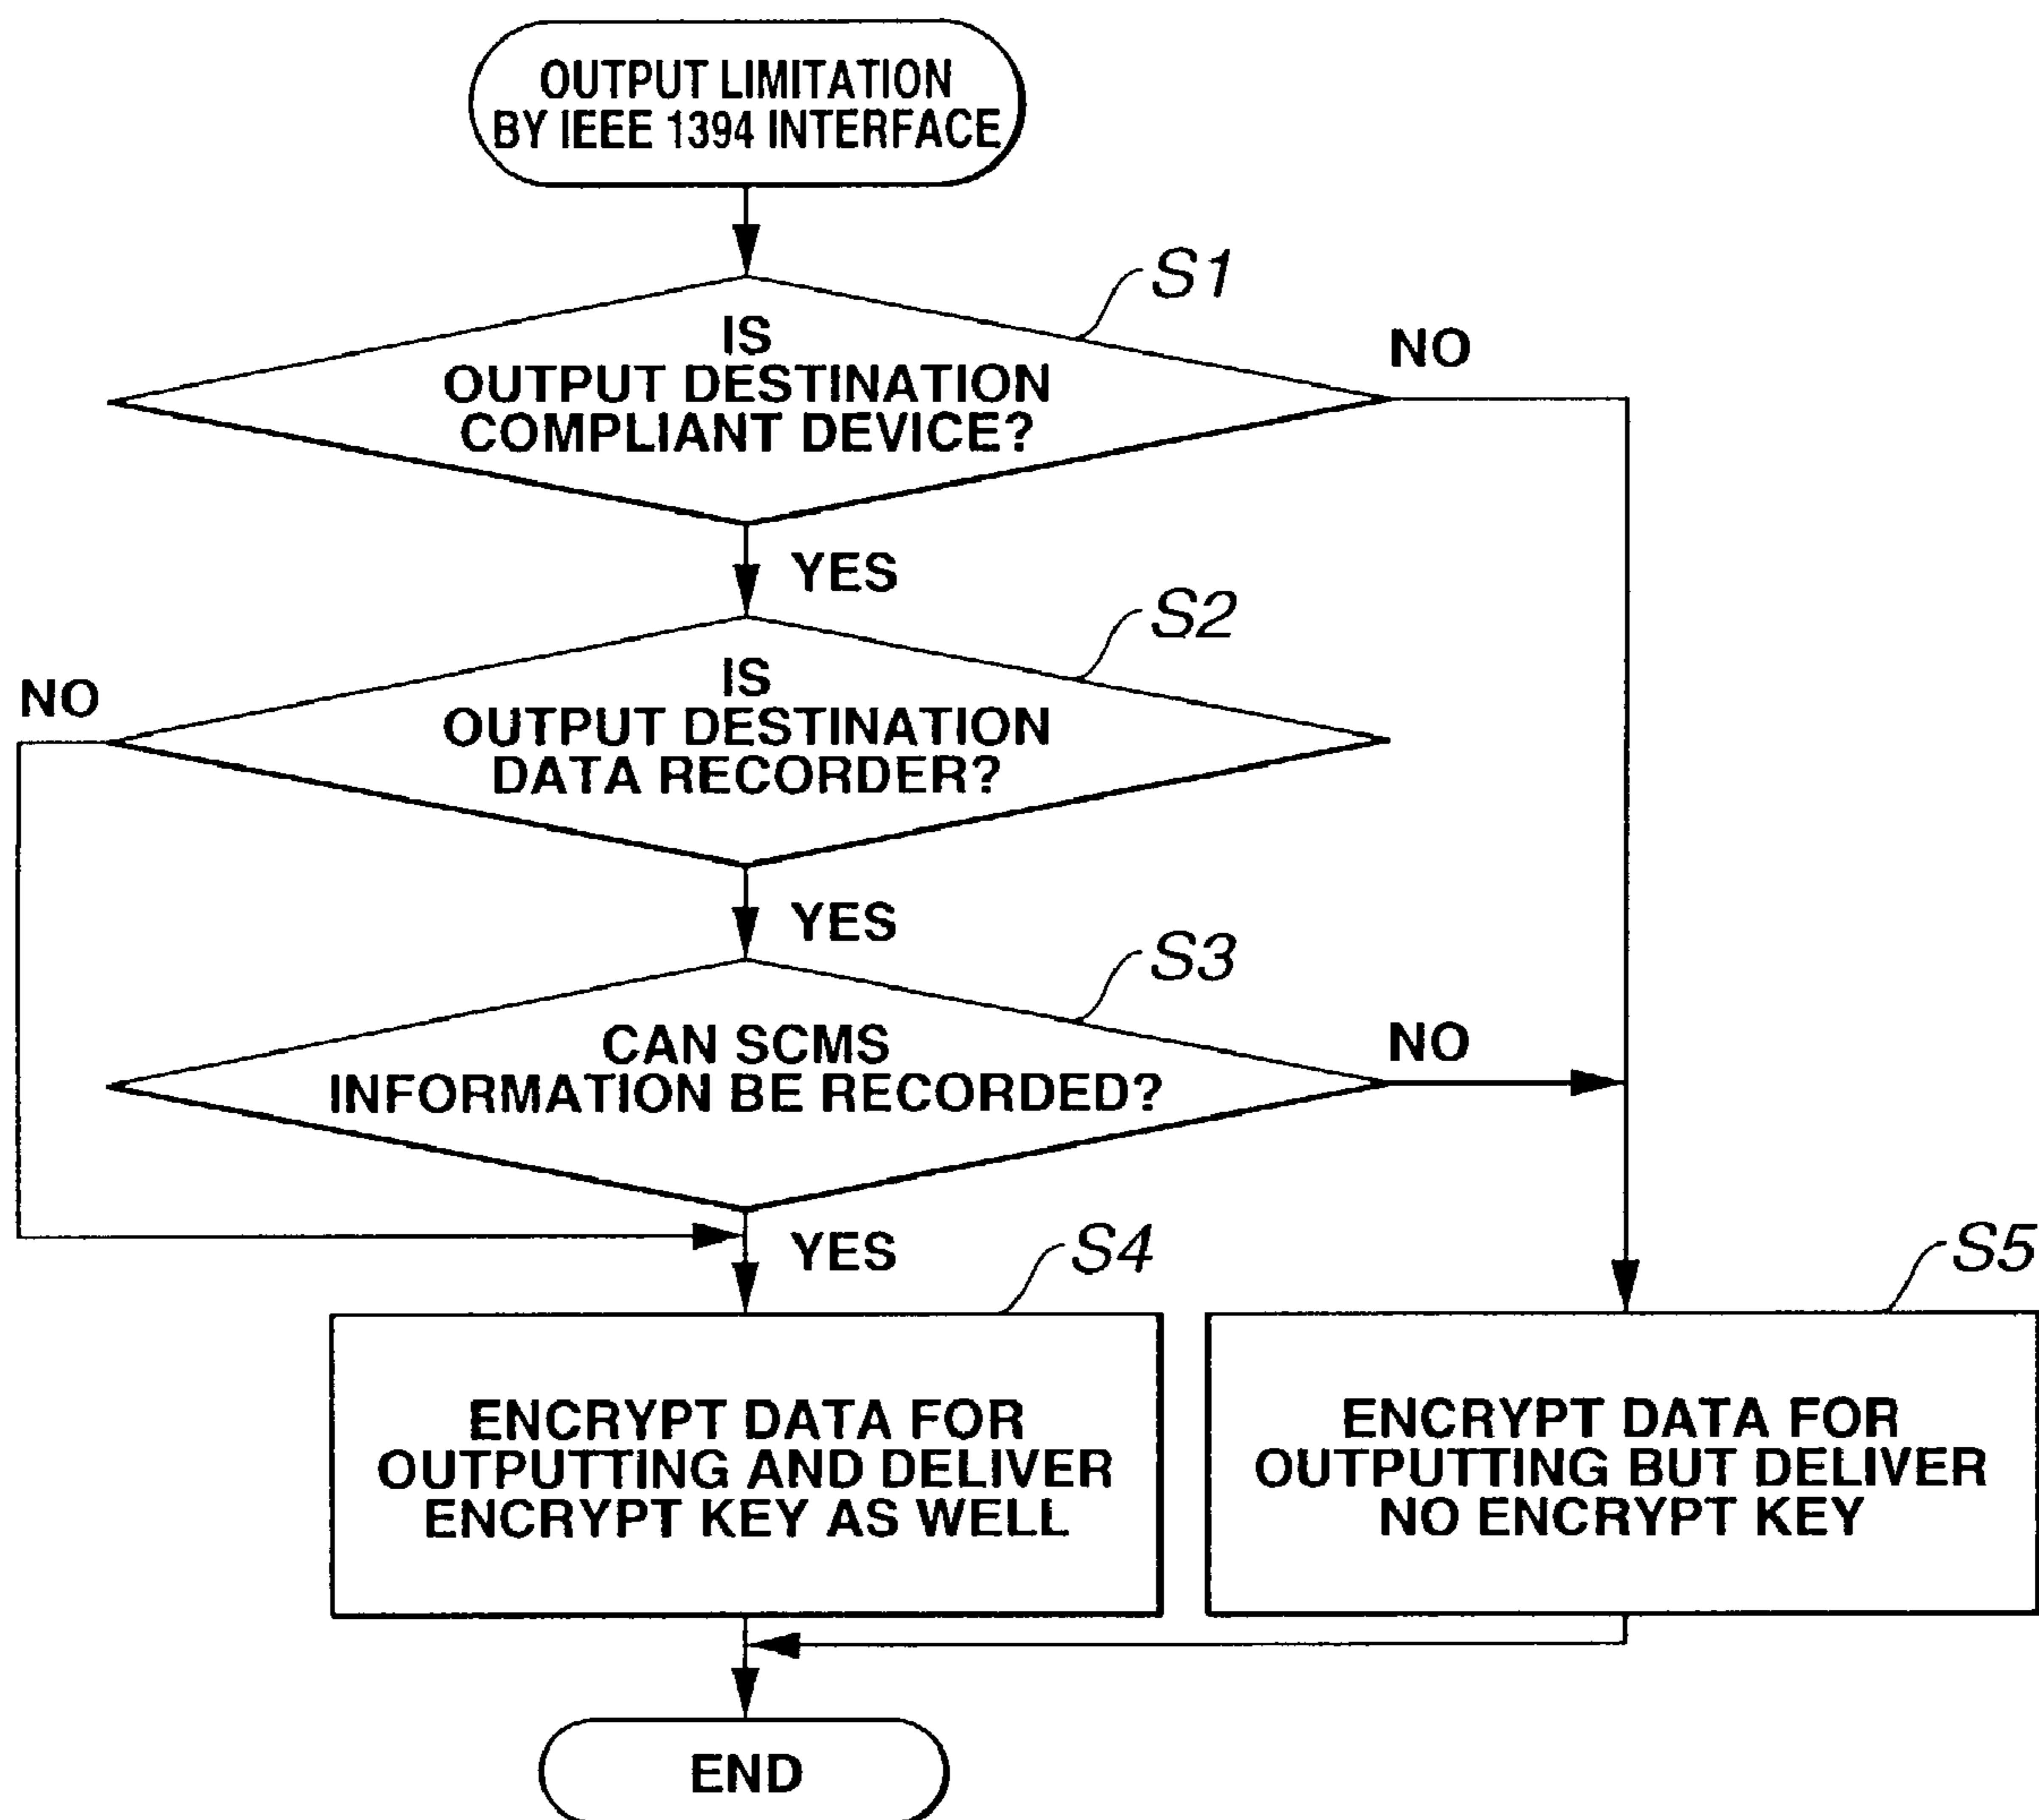 OUTPUT LIMITATION
BY IEEE 1394 INTERFACE
S1
IS
OUTPUT DESTINATION
COMPLIANT DEVICE?
NO
YES
S2
IS
OUTPUT DESTINATION
DATA RECORDER?
NO
YES
S3
CAN SCMS
INFORMATION BE RECORDED?
NO
YES
S4
ENCRYPT DATA FOR
OUTPUTTING AND DELIVER
ENCRYPT KEY AS WELL
S5
ENCRYPT DATA FOR
OUTPUTTING BUT DELIVER
NO ENCRYPT KEY
END